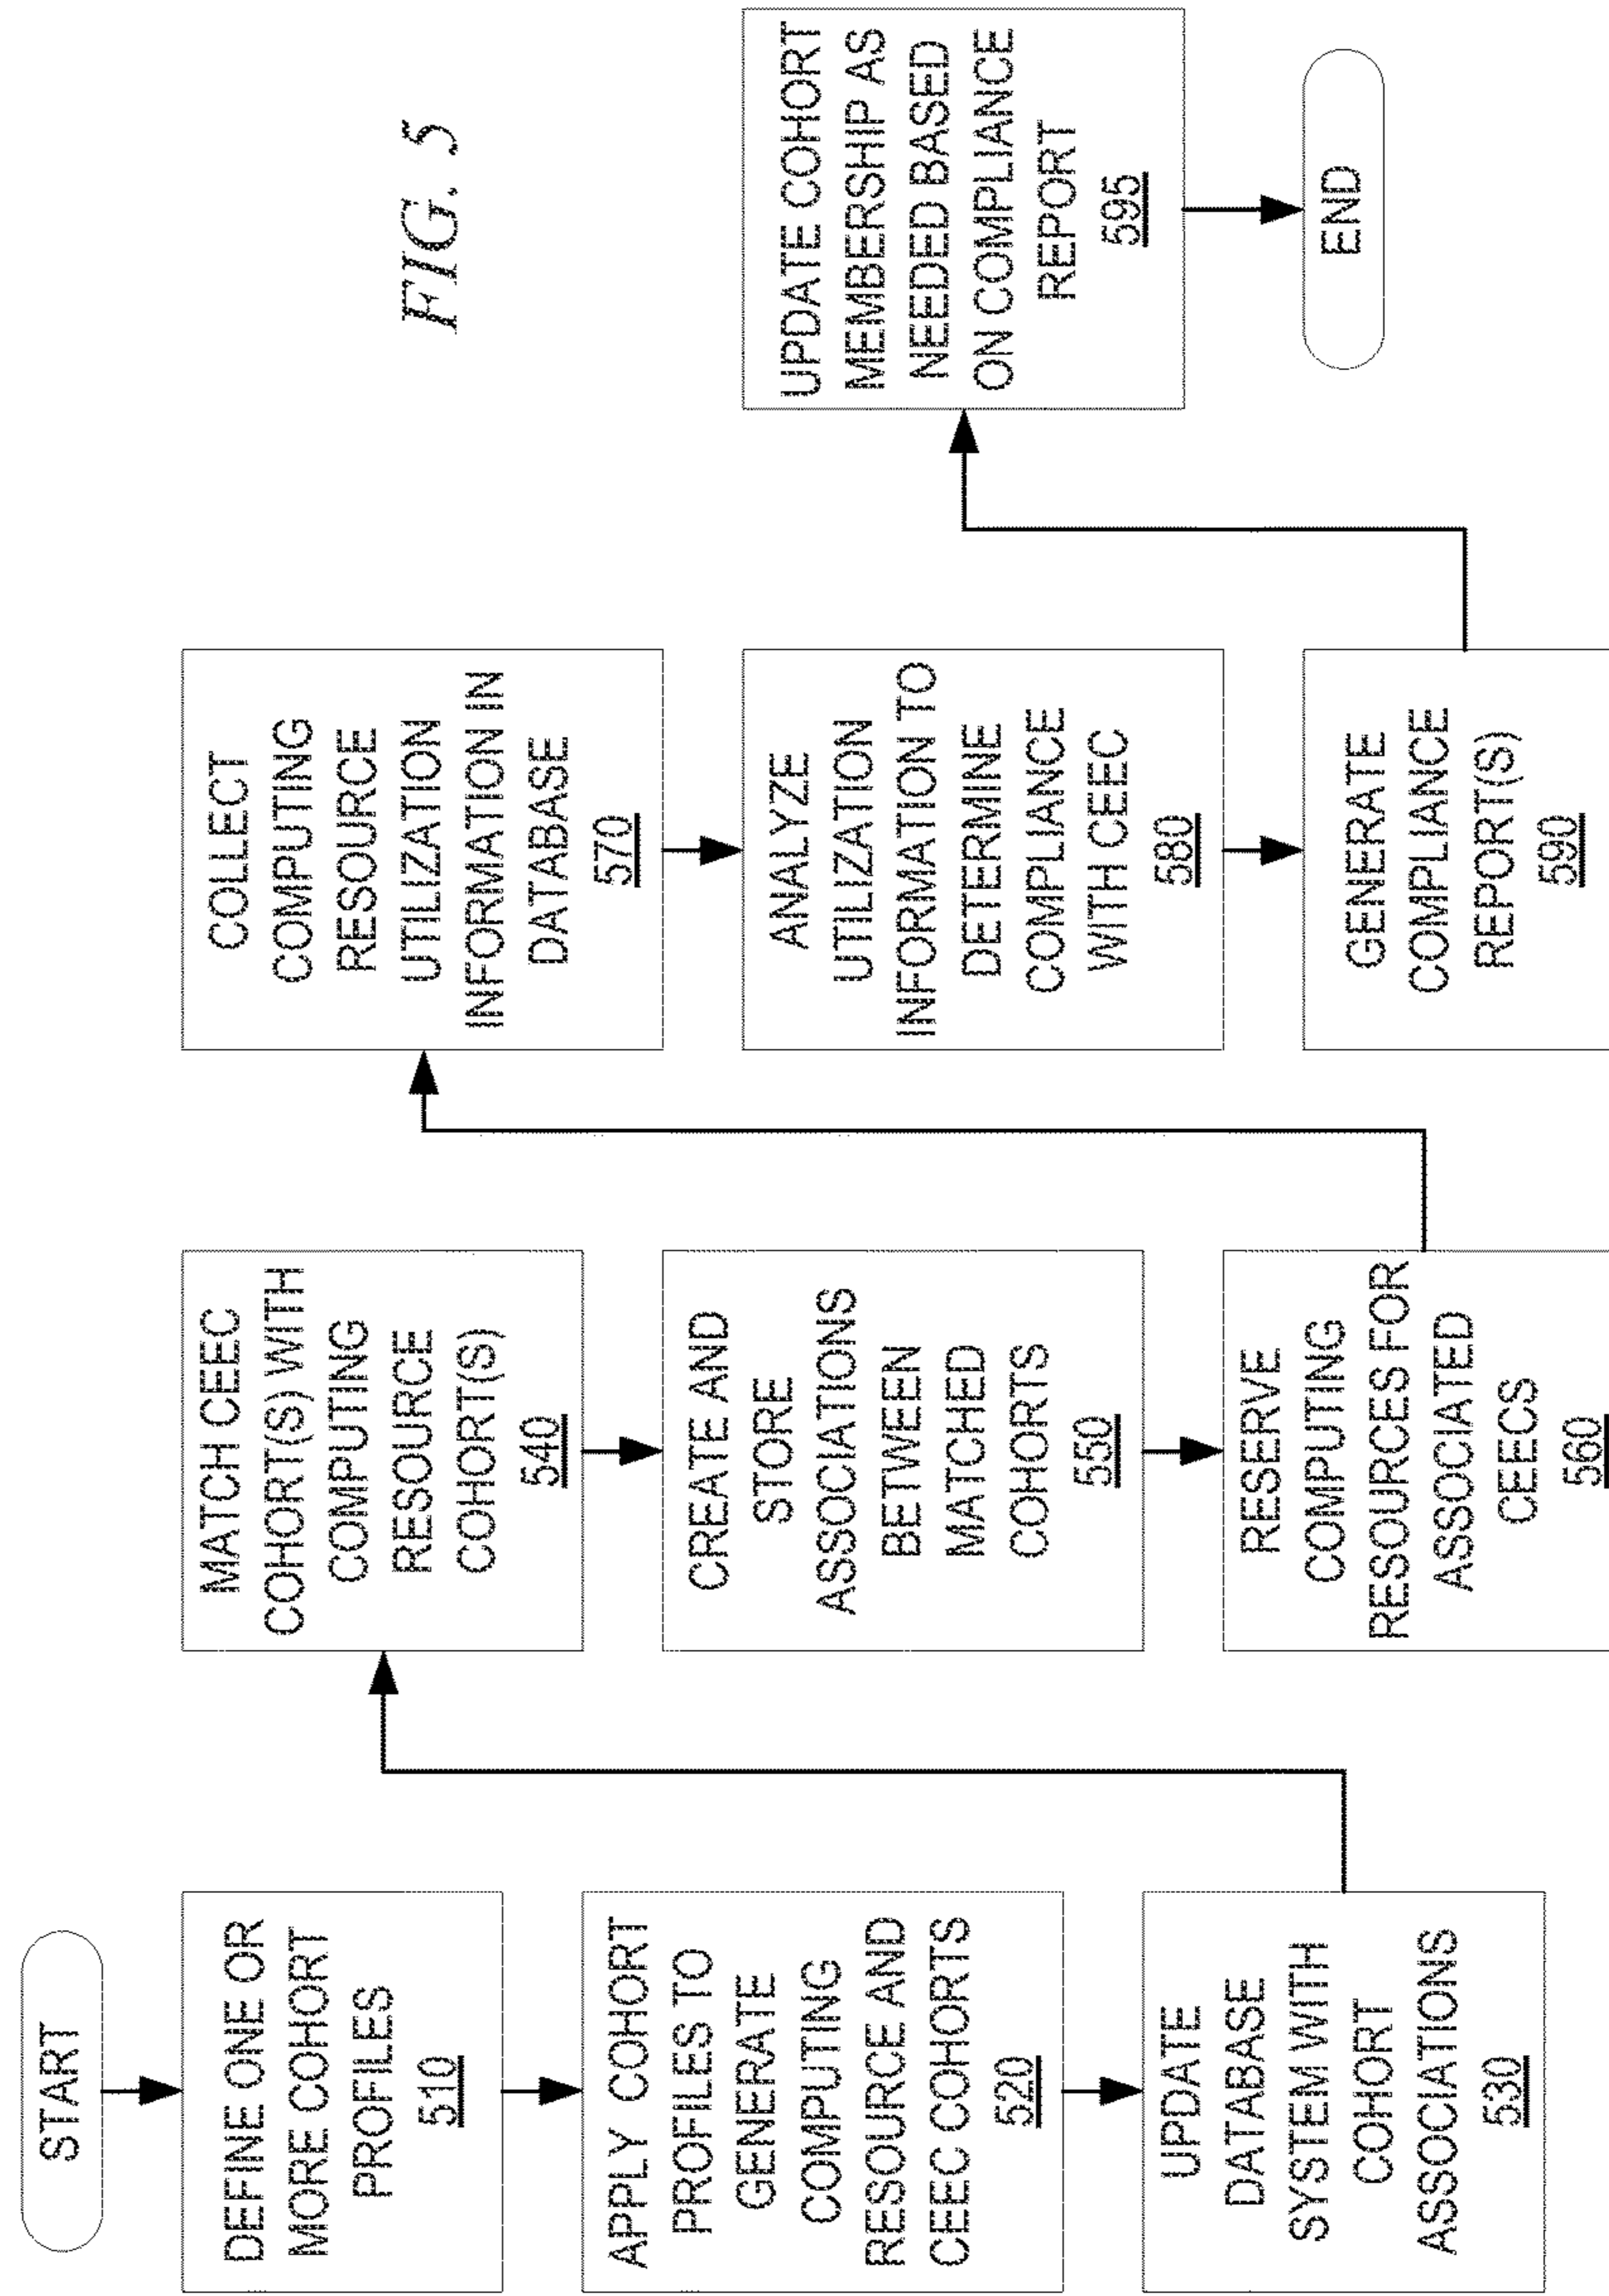 START
DEFINE ONE OR
MORE COHORT
PROFILES
510
APPLY COHORT
PROFILES TO
GENERATE
COMPUTING
RESOURCE AND
CEEC COHORTS
520
UPDATE
DATABASE
SYSTEM WITH
COHORT
ASSOCIATIONS
530
MATCH CEEC
COHORT(S) WITH
COMPUTING
RESOURCE
COHORT(S)
540
CREATE AND
STORE
ASSOCIATIONS
BETWEEN
MATCHED
COHORTS
550
RESERVE
COMPUTING
RESOURCES FOR
ASSOCIATED
CEECS
560
COLLECT
COMPUTING
RESOURCE
UTILIZATION
INFORMATION IN
DATABASE
570
ANALYZE
UTILIZATION
INFORMATION TO
DETERMINE
COMPLIANCE
WITH CEEC
580
GENERATE
COMPLIANCE
REPORT(S)
590
FIG. 5
UPDATE COHORT
MEMBERSHIP AS
NEEDED BASED
ON COMPLIANCE
REPORT
595
END